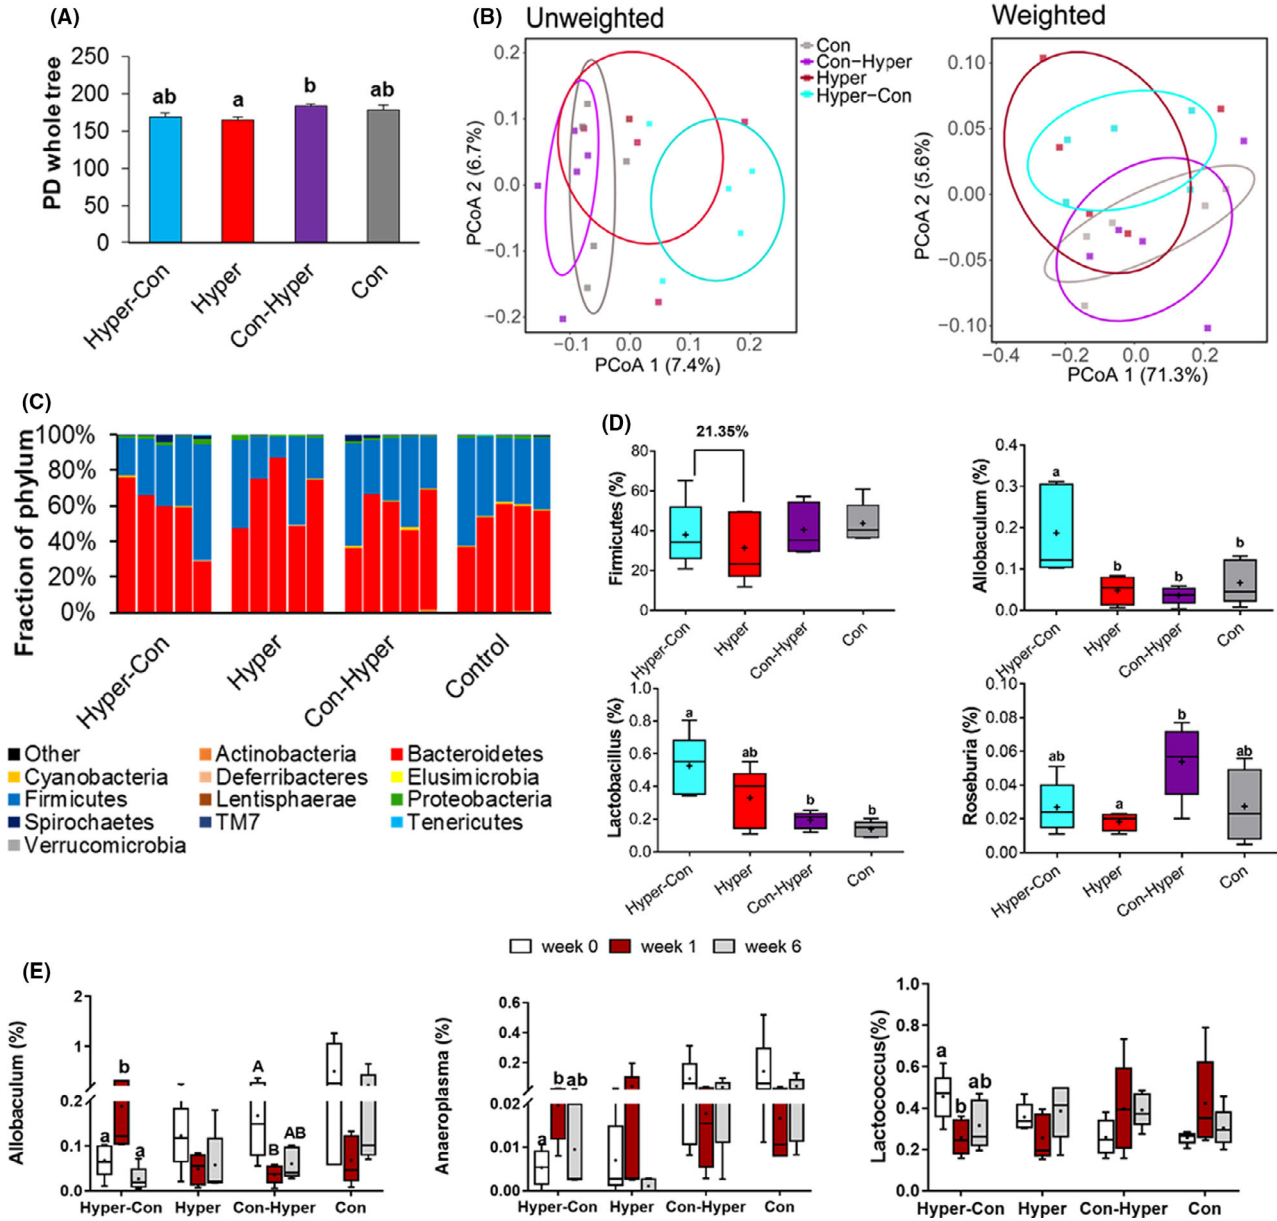 (A)
PD whole tree
250
200
150
100
50
0
ab
a
b
ab
Hyper-Con
Hyper
Con-Hyper
Con
(B)
Unweighted
0.2
0.1
0.0
−0.1
−0.2
PCoA 2 (6.7%)
−0.1
0.0
0.1
0.2
PCoA 1 (7.4%)
Con
Con−Hyper
Hyper
Hyper−Con
Weighted
0.10
0.05
0.00
−0.05
−0.10
PCoA 2 (5.6%)
−0.4
−0.2
0.0
0.2
PCoA 1 (71.3%)
(C)
Fraction of phylum
100%
80%
60%
40%
20%
0%
Hyper-Con
Hyper
Con-Hyper
Control
Other
Actinobacteria
Bacteroidetes
Cyanobacteria
Deferribacteres
Elusimicrobia
Firmicutes
Lentisphaerae
Proteobacteria
Spirochaetes
TM7
Tenericutes
Verrucomicrobia
(D)
21.35%
Firmicutes (%)
80
60
40
20
0
Hyper-Con
Hyper
Con-Hyper
Con
Allobaculum (%)
0.4
0.3
0.2
0.1
0.0
a
b
b
b
Hyper-Con
Hyper
Con-Hyper
Con
Lactobacillus (%)
1.0
0.8
0.6
0.4
0.2
0.0
a
ab
b
b
Hyper-Con
Hyper
Con-Hyper
Con
Roseburia (%)
0.10
0.08
0.06
0.04
0.02
0.00
ab
a
b
ab
Hyper-Con
Hyper
Con-Hyper
Con
week 0
week 1
week 6
(E)
Allobaculum (%)
2
1
0.2
0.1
0.0
a
b
a
A
B
AB
Hyper-Con
Hyper
Con-Hyper
Con
Anaeroplasma (%)
0.6
0.2
0.02
0.01
0.00
a
b
ab
Hyper-Con
Hyper
Con-Hyper
Con
Lactococcus(%)
1.0
0.8
0.6
0.4
0.2
0.0
a
b
ab
Hyper-Con
Hyper
Con-Hyper
Con